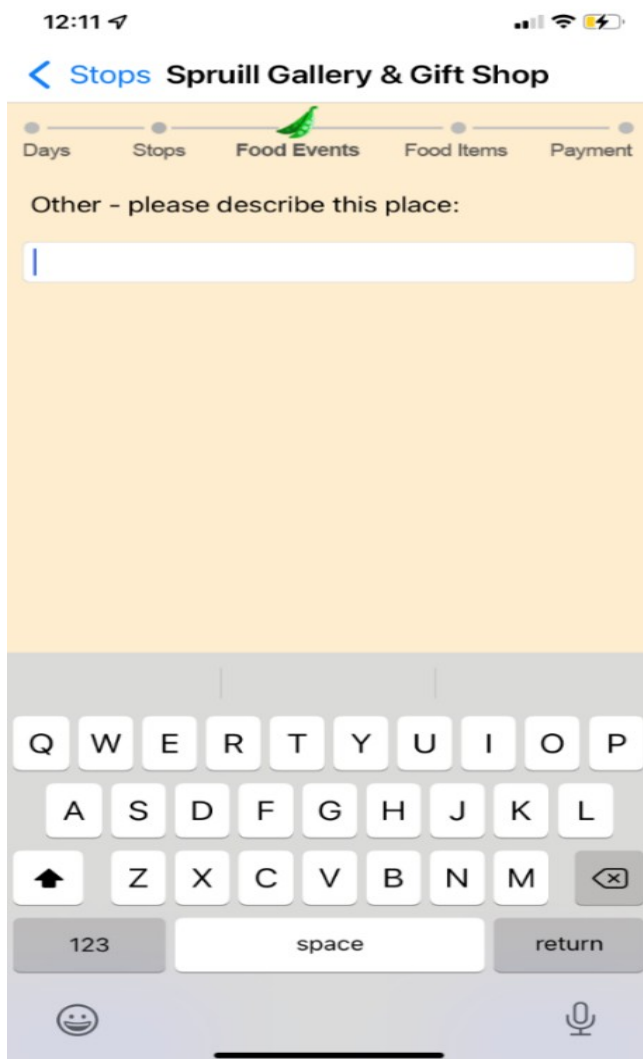 12:11
Stops Spruill Gallery & Gift Shop
Days Stops Food Events Food Items Payment
Other - please describe this place:
Q W E R T Y U I O P
A S D F G H J K L
Z X C V B N M
123 space return